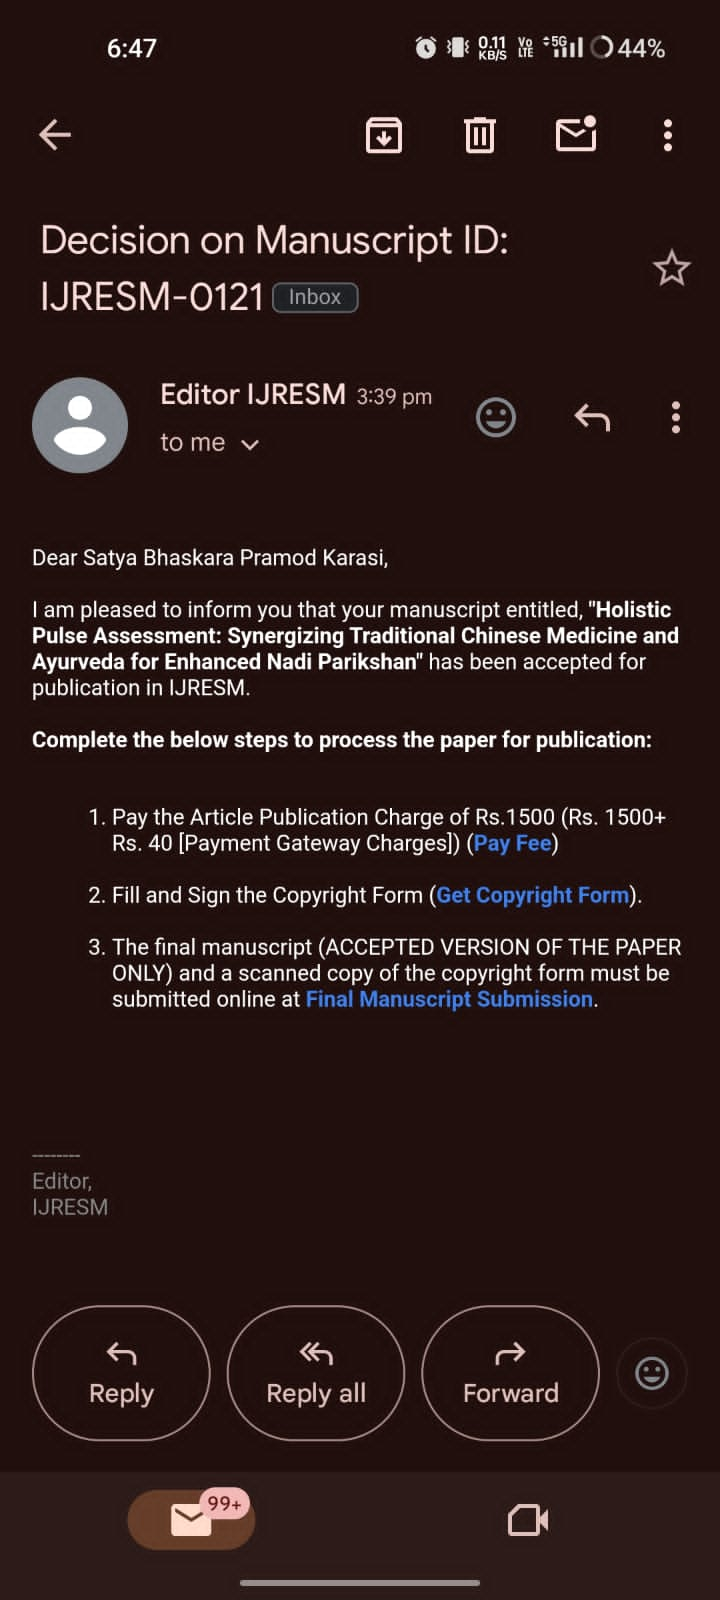 6:47
0.11 KB/S Vo LTE 5G 44%
Decision on Manuscript ID:
IJRESM-0121 Inbox
Editor IJRESM 3:39 pm
to me
Dear Satya Bhaskara Pramod Karasi,
I am pleased to inform you that your manuscript entitled, "Holistic
Pulse Assessment: Synergizing Traditional Chinese Medicine and
Ayurveda for Enhanced Nadi Parikshan" has been accepted for
publication in IJRESM.
Complete the below steps to process the paper for publication:
1. Pay the Article Publication Charge of Rs.1500 (Rs. 1500+
Rs. 40 [Payment Gateway Charges]) (Pay Fee)
2. Fill and Sign the Copyright Form (Get Copyright Form).
3. The final manuscript (ACCEPTED VERSION OF THE PAPER
ONLY) and a scanned copy of the copyright form must be
submitted online at Final Manuscript Submission.
--------
Editor,
IJRESM
Reply Reply all Forward
99+